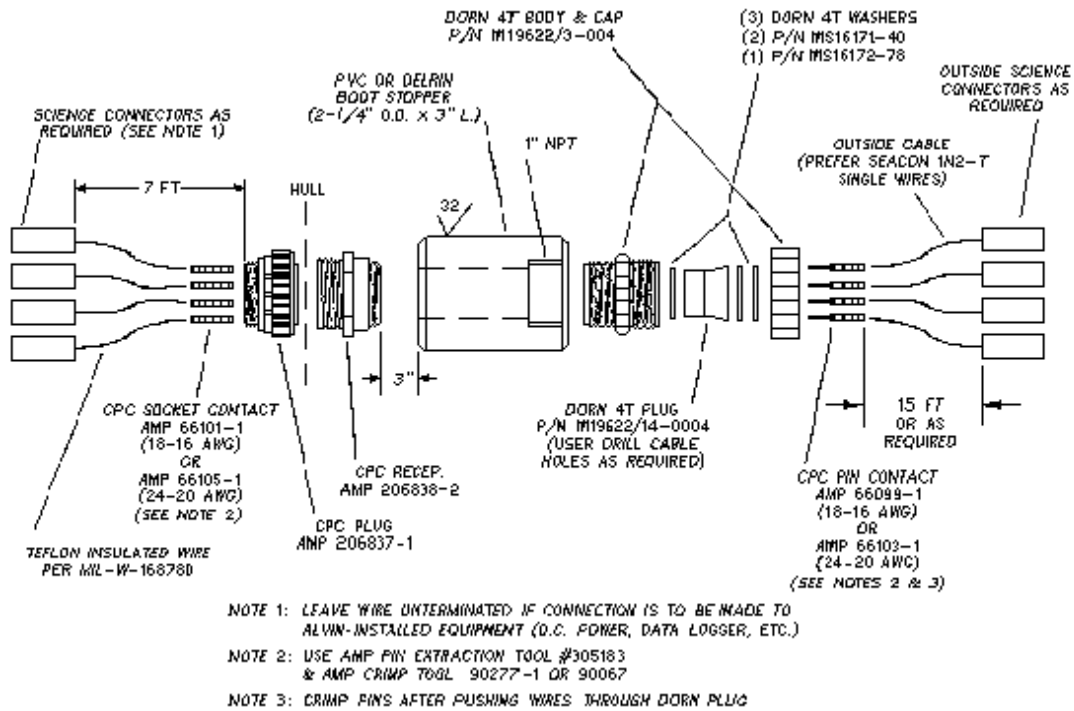 DORN 4T BODY & CAP
P/N M19622/3-004
(3) DORN 4T WASHERS
(2) P/N MS16171-40
(1) P/N MS16172-78
PVC OR DELRIN
BOOT STOPPER
(2-1/4" O.D. x 3" L.)
OUTSIDE SCIENCE
CONNECTORS AS
REQUIRED
SCIENCE CONNECTORS AS
REQUIRED (SEE NOTE 1)
1" NPT
OUTSIDE CABLE
(PREFER SEACON 1N2-T
SINGLE WIRES)
7 FT
HULL
32
3"
CPC SOCKET CONTACT
AMP 66101-1
(18-16 AWG)
OR
AMP 66105-1
(24-20 AWG)
(SEE NOTE 2)
CPC RECEP.
AMP 206838-2
CPC PLUG
AMP 206837-1
DORN 4T PLUG
P/N M19622/14-0004
(USER DRILL CABLE
HOLES AS REQUIRED)
15 FT
OR AS
REQUIRED
CPC PIN CONTACT
AMP 66099-1
(18-16 AWG)
OR
AMP 66103-1
(24-20 AWG)
(SEE NOTES 2 & 3)
TEFLON INSULATED WIRE
PER MIL-W-16878D
NOTE 1: LEAVE WIRE UNTERMINATED IF CONNECTION IS TO BE MADE TO
ALVIN-INSTALLED EQUIPMENT (D.C. POWER, DATA LOGGER, ETC.)
NOTE 2: USE AMP PIN EXTRACTION TOOL #305183
& AMP CRIMP TOOL 90277-1 OR 90067
NOTE 3: CRIMP PINS AFTER PUSHING WIRES THROUGH DORN PLUG